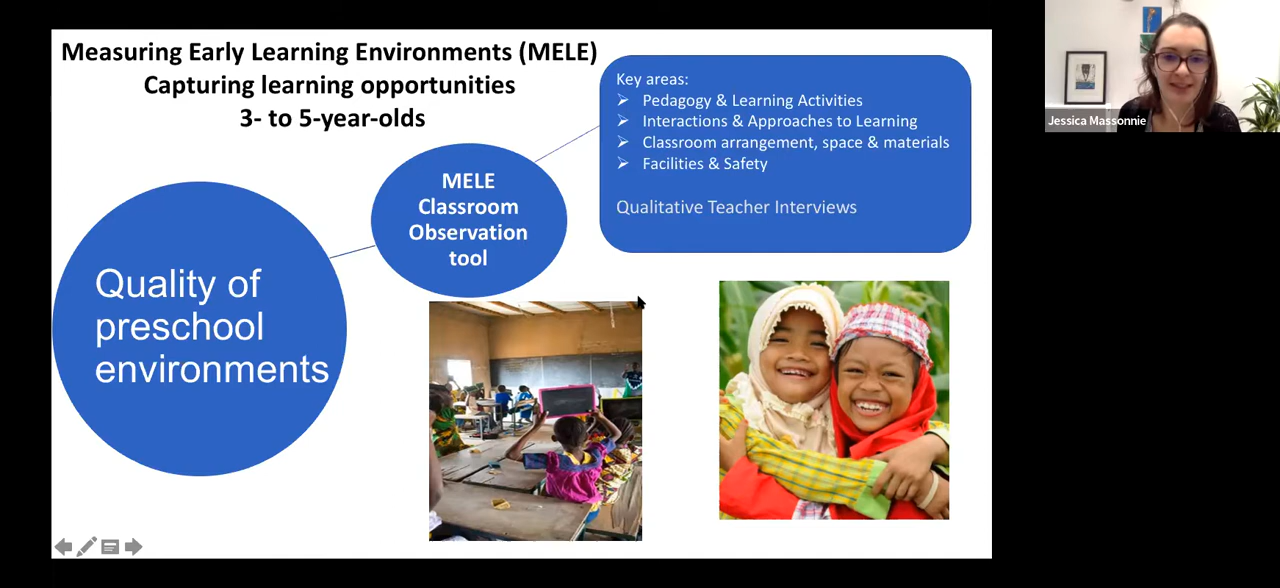 Measuring Early Learning Environments (MELE)
Capturing learning opportunities
3- to 5-year-olds
Key areas:
Pedagogy & Learning Activities
Interactions & Approaches to Learning
Classroom arrangement, space & materials
Facilities & Safety
Qualitative Teacher Interviews
MELE
Classroom
Observation
tool
Quality of
preschool
environments
Jessica Massonnie